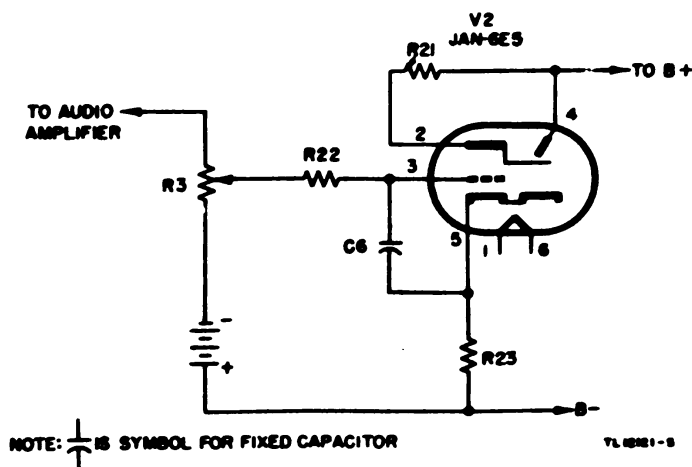 V2
JAN-6E5
R21
TO B+
4
TO AUDIO
AMPLIFIER
2
R22
3
R3
C6
5
1
6
-
+
R23
B-
NOTE: IS SYMBOL FOR FIXED CAPACITOR